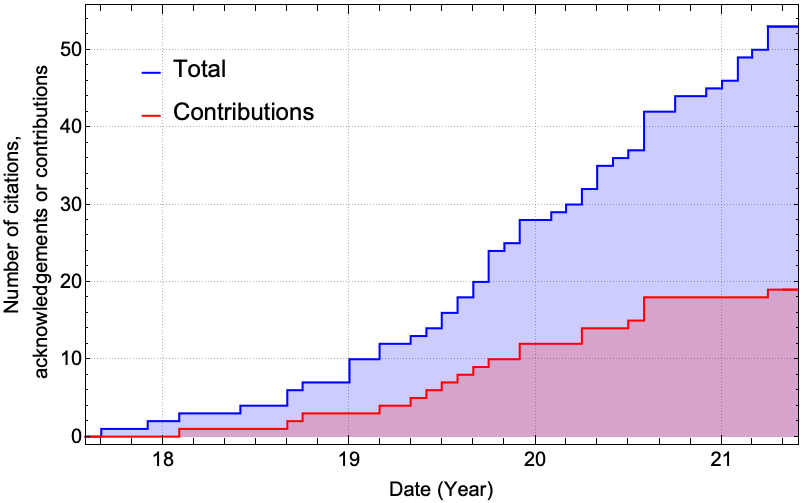 Number of citations,
acknowledgements or contributions
50
40
30
20
10
0
Total
Contributions
18
19
20
21
Date (Year)